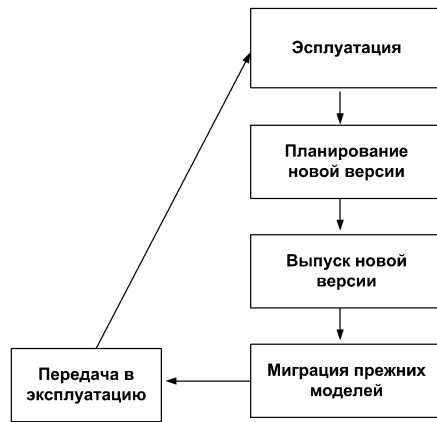 Эсплуатация
Планирование
новой версии
Выпуск новой
версии
Миграция прежних
моделей
Передача в
эксплуатацию